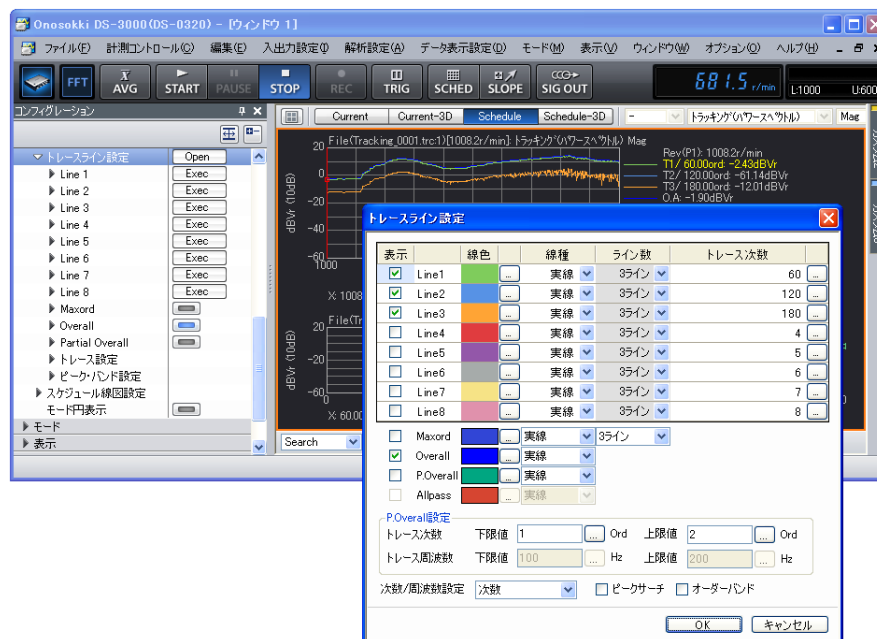 Onosokki DS-3000(DS-0320) - [ウィンドウ 1]
ファイル(F) 計測コントロール(C) 編集(E) 入出力設定(I) 解析設定(A) データ表示設定(D) モード(M) 表示(V) ウィンドウ(W) オプション(O) ヘルプ(H)
FFT X AVG START PAUSE STOP REC TRIG SCHED SLOPE SIG OUT 681.5 r/min L:1000 U:600
コンフィグレーション
Current Current-3D Schedule Schedule-3D - トラッキング(パワースペクトル) Mag
トレースライン設定 Open
Line 1 Exec
Line 2 Exec
Line 3 Exec
Line 4 Exec
Line 5 Exec
Line 6 Exec
Line 7 Exec
Line 8 Exec
Maxord
Overall
Partial Overall
トレース設定
ピーク・バンド設定
スケジュール線図設定
モード円表示
モード
表示
File(Tracking_0001.trc:1)[1008.2r/min]: トラッキング(パワースペクトル) Mag
Rev(P1): 1008.2r/min
T1/ 60.00ord: -2.43dBVr
T2/ 120.00ord: -61.14dBVr
T3/ 180.00ord: -12.01dBVr
O.A: -1.90dBVr
dBVr (10dB)
20
0
-20
-40
-60
1000
X: 1008
File(Tr
dBVr (10dB)
20
-20
-60
0
X: 60.00
Search
トレースライン設定
表示 線色 線種 ライン数 トレース次数
Line1 ... 実線 3ライン 60 ...
Line2 ... 実線 3ライン 120 ...
Line3 ... 実線 3ライン 180 ...
Line4 ... 実線 3ライン 4 ...
Line5 ... 実線 3ライン 5 ...
Line6 ... 実線 3ライン 6 ...
Line7 ... 実線 3ライン 7 ...
Line8 ... 実線 3ライン 8 ...
Maxord ... 実線 3ライン
Overall ... 実線
P.Overall ... 実線
Allpass ... 実線
P.Overall設定
トレース次数 下限値 1 ... Ord 上限値 2 ... Ord
トレース周波数 下限値 100 ... Hz 上限値 200 ... Hz
次数/周波数設定 次数 ピークサーチ オーダーバンド
OK キャンセル